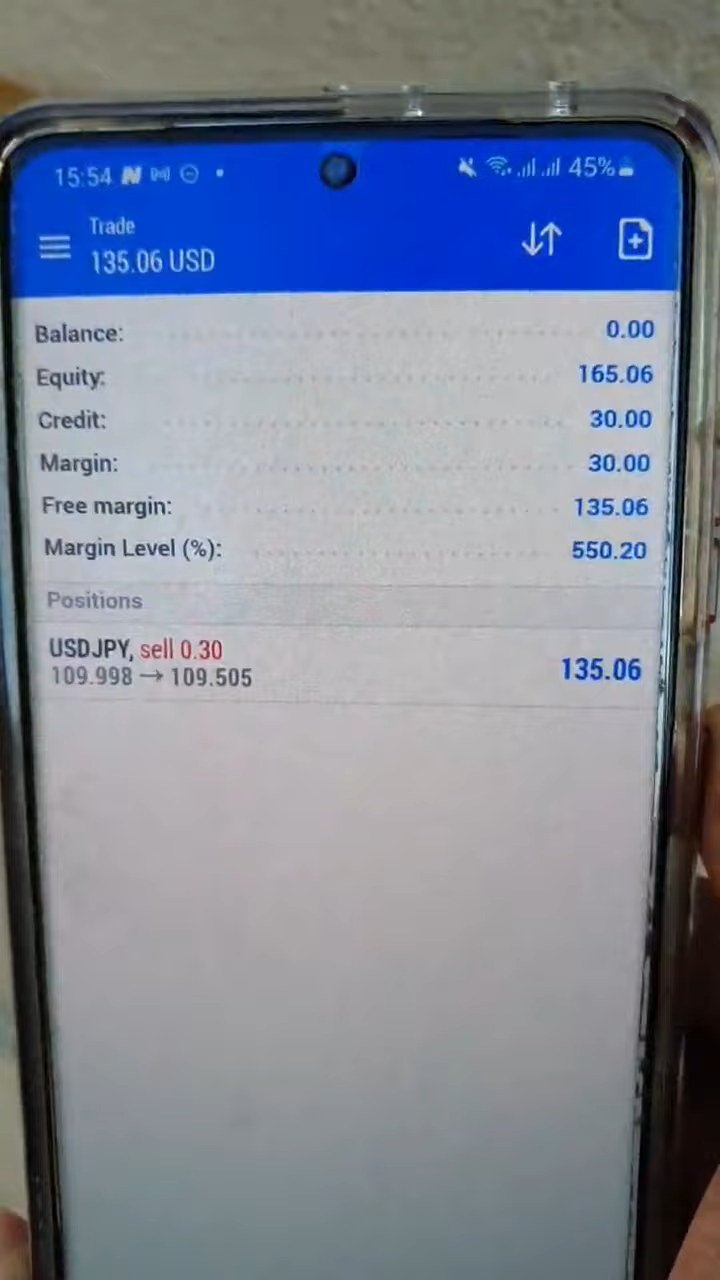 15:54 45%
Trade
135.06 USD
Balance: 0.00
Equity: 165.06
Credit: 30.00
Margin: 30.00
Free margin: 135.06
Margin Level (%): 550.20
Positions
USDJPY, sell 0.30
109.998 → 109.505 135.06